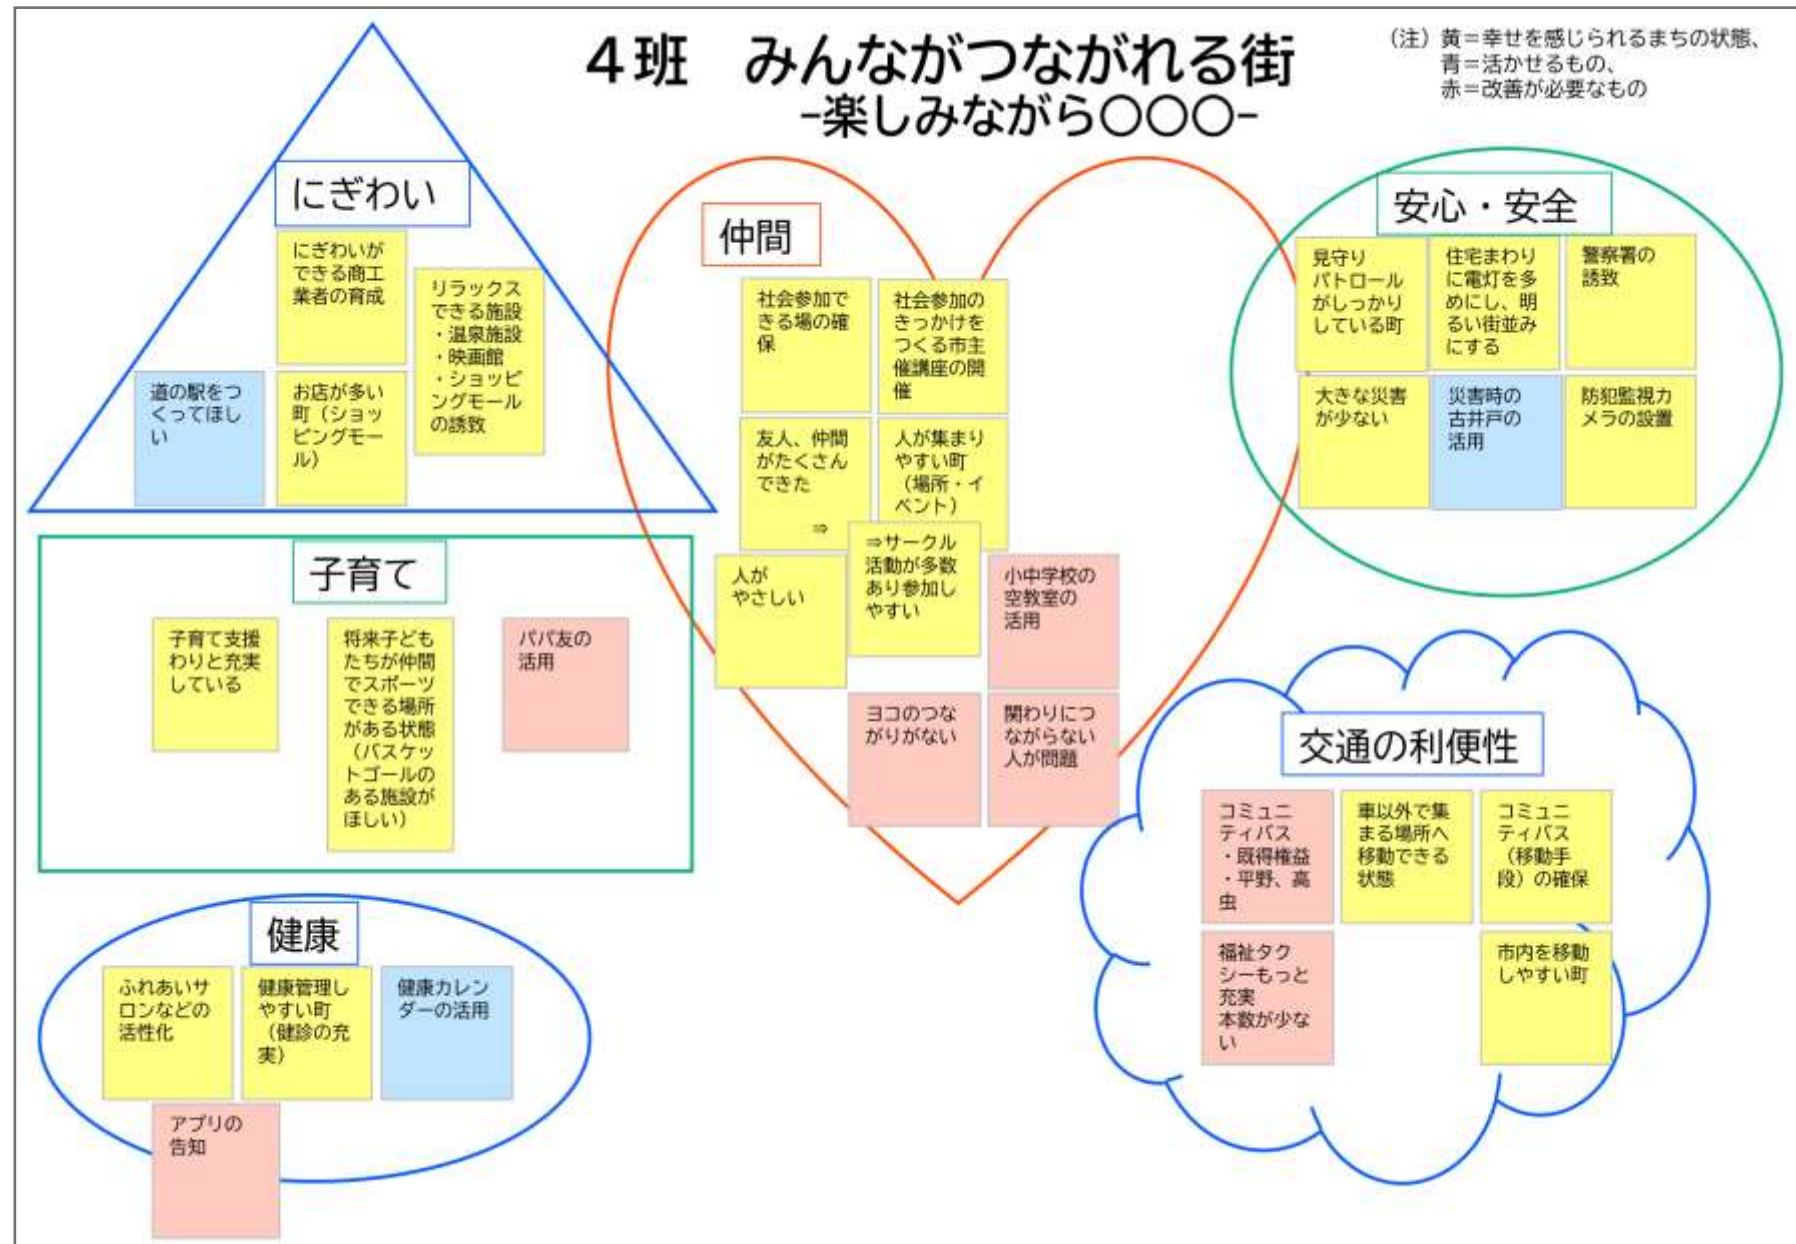 ４班　みんながつながれる街
-楽しみながら〇〇〇-
（注）黄＝幸せを感じられるまちの状態、
青＝活かせるもの、
赤＝改善が必要なもの
にぎわい
にぎわいが
できる商工
業者の育成
リラックス
できる施設
・温泉施設
・映画館
・ショッピ
ングモール
の誘致
道の駅をつ
くってほし
い
お店が多い
町（ショッ
ピングモー
ル）
仲間
社会参加で
きる場の確
保
社会参加の
きっかけを
つくる市主
催講座の開
催
友人、仲間
がたくさん
できた
⇒
人が集まり
やすい町
（場所・イ
ベント）
⇒サークル
活動が多数
あり参加し
やすい
人が
やさしい
小中学校の
空教室の
活用
ヨコのつな
がりがない
関わりにつ
ながらない
人が問題
安心・安全
見守り
パトロール
がしっかり
している町
住宅まわり
に電灯を多
めにし、明
るい街並み
にする
警察署の
誘致
大きな災害
が少ない
災害時の
古井戸の
活用
防犯監視カ
メラの設置
子育て
子育て支援
わりと充実
している
将来子ども
たちが仲間
でスポーツ
できる場所
がある状態
（バスケッ
トゴールの
ある施設が
ほしい）
パパ友の
活用
健康
ふれあいサ
ロンなどの
活性化
健康管理し
やすい町
（健診の充
実）
健康カレン
ダーの活用
アプリの
告知
交通の利便性
コミュニ
ティバス
・既得権益
・平野、高
虫
車以外で集
まる場所へ
移動できる
状態
コミュニ
ティバス
（移動手
段）の確保
福祉タク
シーもっと
充実
本数が少な
い
市内を移動
しやすい町